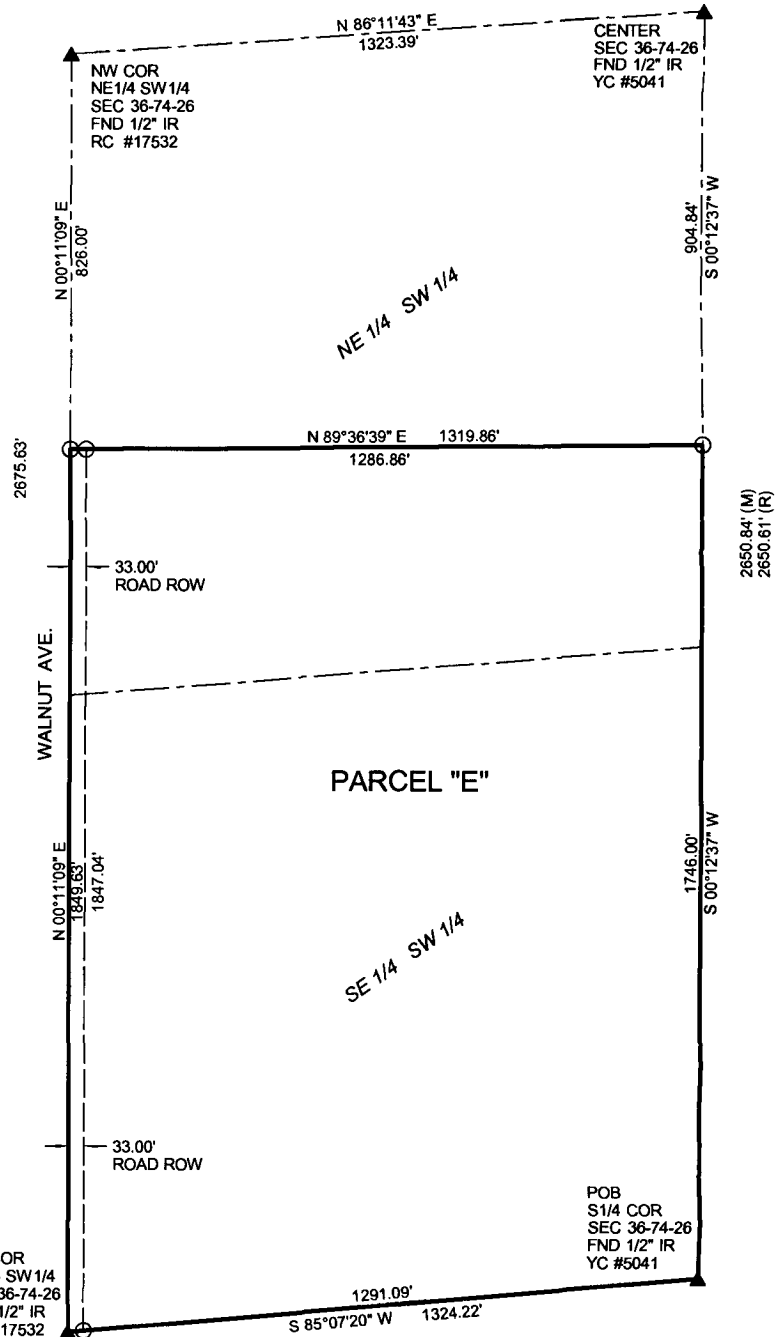 N 86°11'43" E
1323.39'
CENTER
SEC 36-74-26
FND 1/2" IR
YC #5041
NW COR
NE1/4 SW1/4
SEC 36-74-26
FND 1/2" IR
RC #17532
N 00°11'09" E
826.00'
904.84'
S 00°12'37" W
NE 1/4 SW 1/4
N 89°36'39" E 1319.86'
1286.86'
2675.63'
2650.84' (M)
2650.61' (R)
33.00'
ROAD ROW
WALNUT AVE.
PARCEL "E"
N 00°11'09" E
1849.63'
1847.04'
1746.00'
S 00°12'37" W
SE 1/4 SW 1/4
33.00'
ROAD ROW
POB
S1/4 COR
SEC 36-74-26
FND 1/2" IR
YC #5041
OR
SW1/4
36-74-26
1/2" IR
17532
1291.09'
S 85°07'20" W 1324.22'